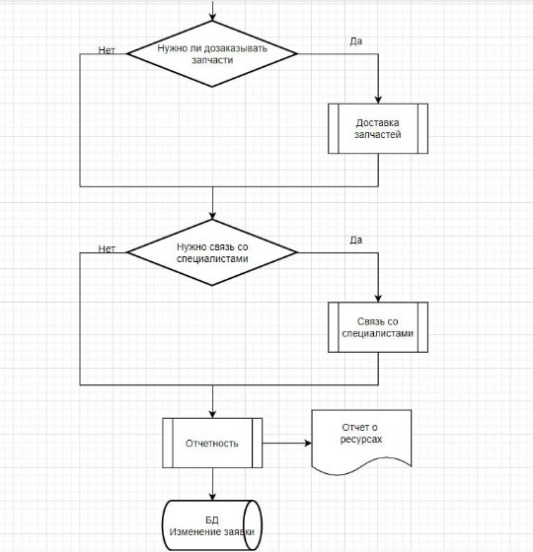 Нет
Нужно ли дозаказывать
запчасти
Да
Доставка
запчастей
Нет
Нужно связь со
специалистами
Да
Связь со
специалистами
Отчетность
Отчет о
ресурсах
БД
Изменение заявки